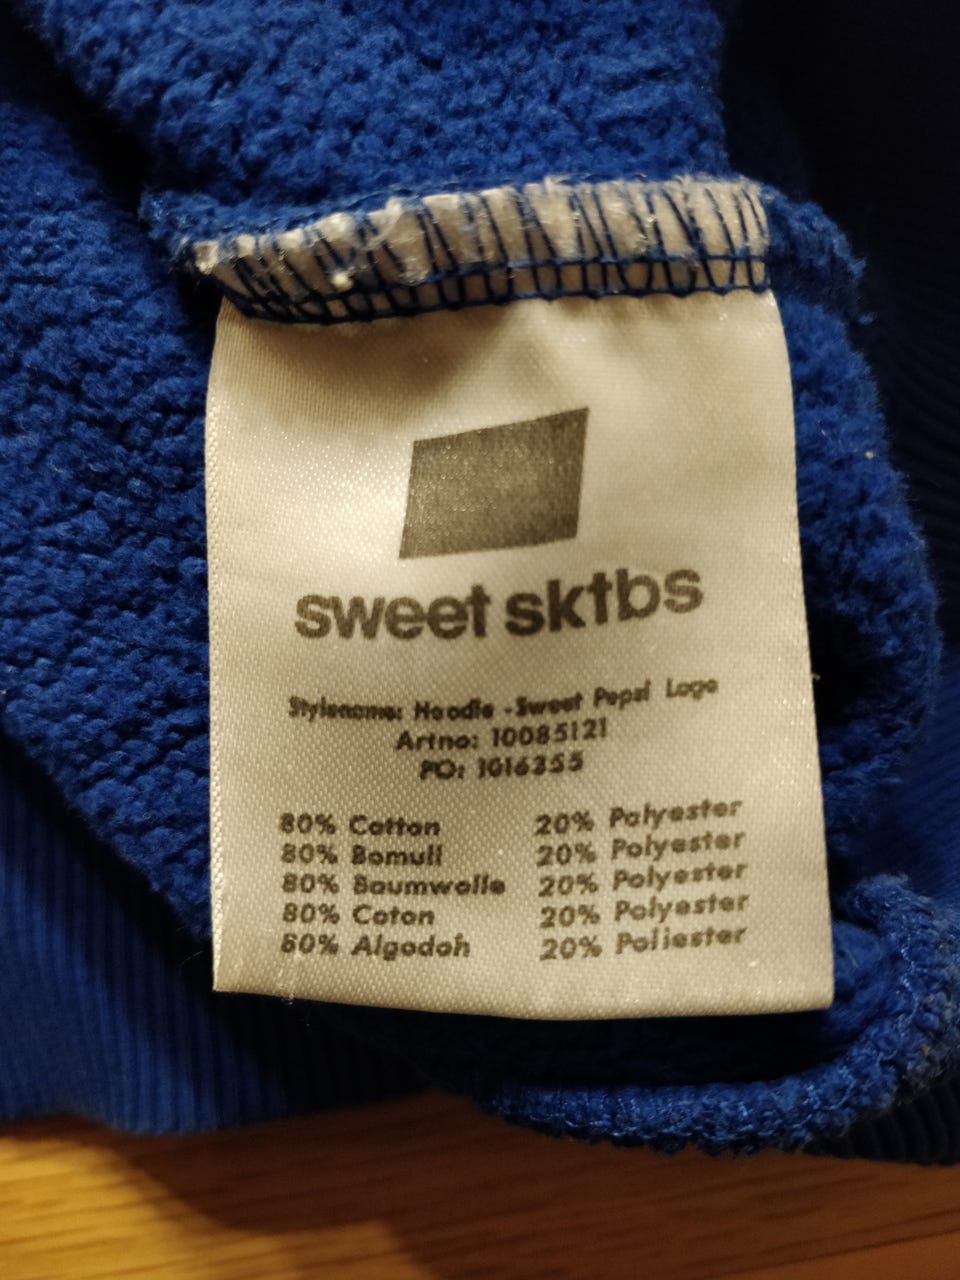 sweet sktbs
Stylename: Hoodie - Sweet Pepsi Logo
Artno: 10085121
PO: 1016355
80% Cotton 20% Polyester
80% Bomull 20% Polyester
80% Baumwolle 20% Polyester
80% Coton 20% Polyester
80% Algodoh 20% Poliester